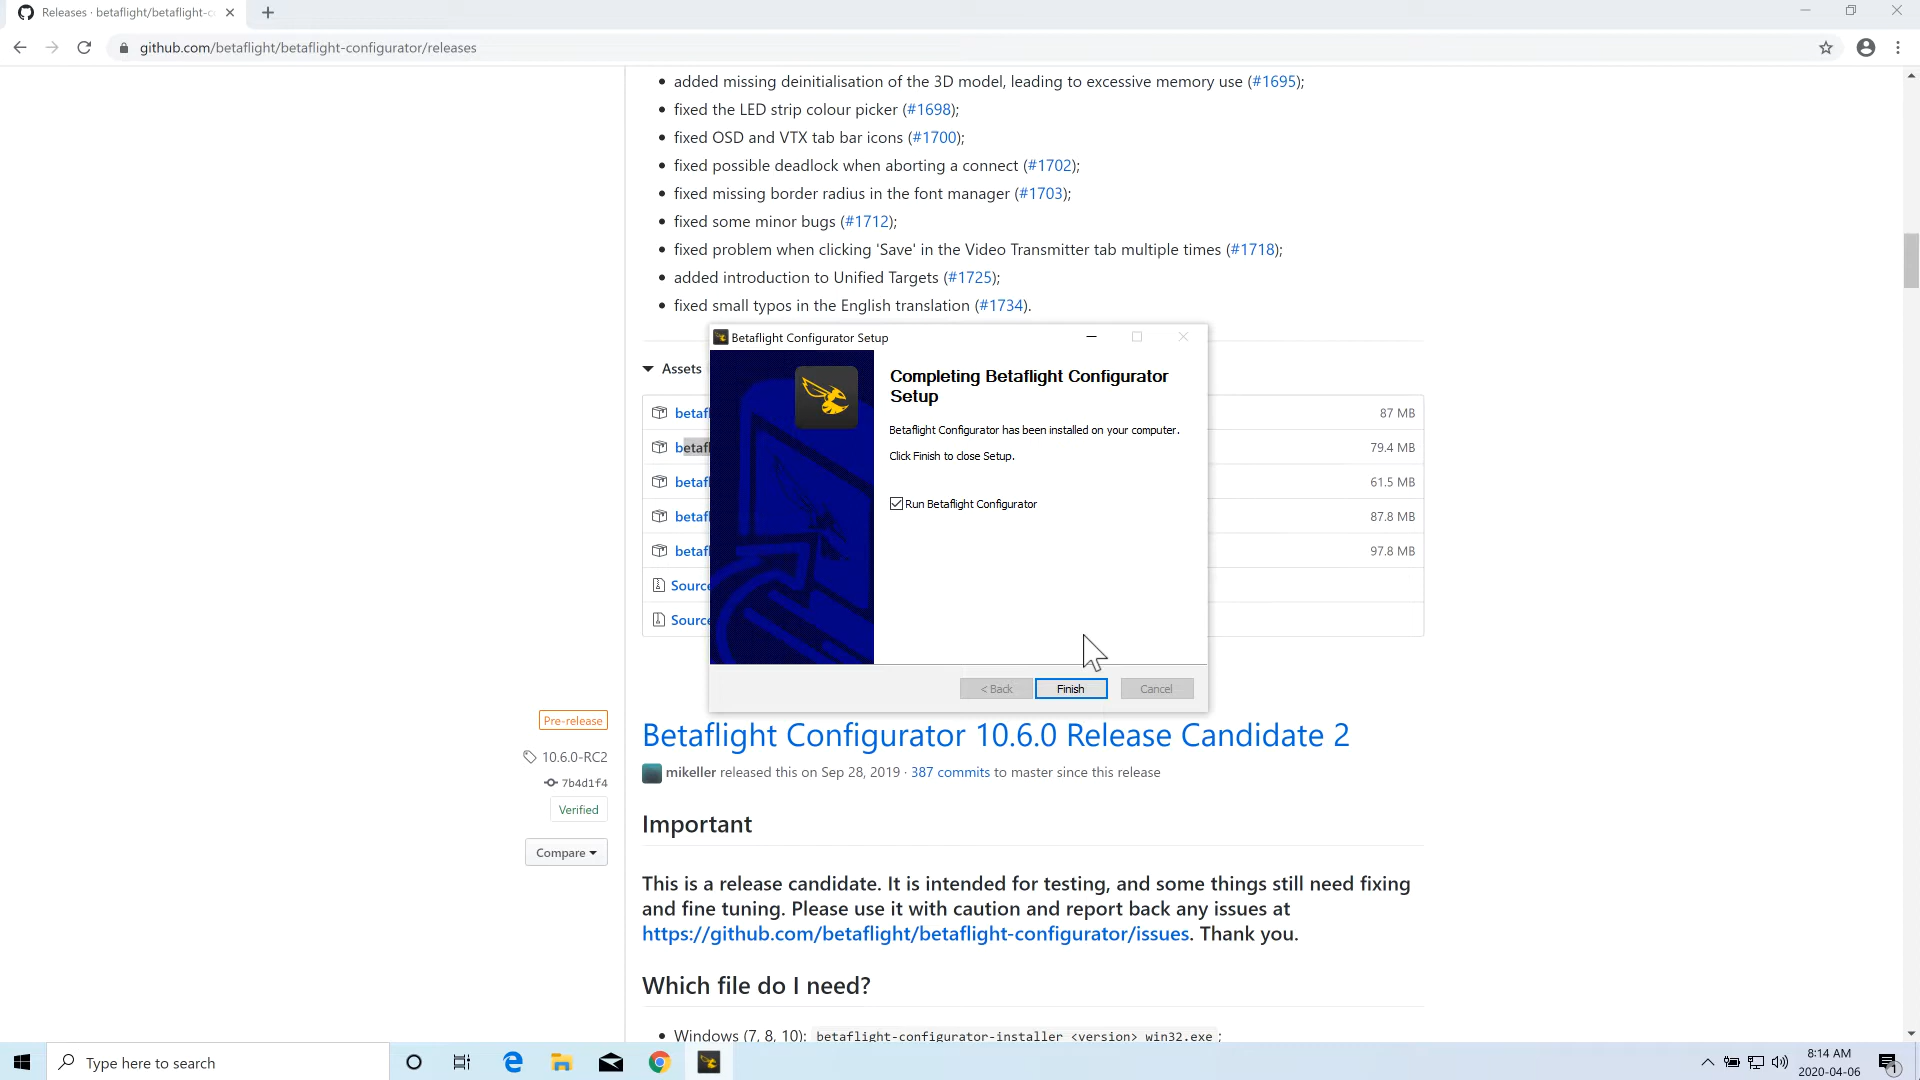 Releases · betaflight/betaflight-c
github.com/betaflight/betaflight-configurator/releases
added missing deinitialisation of the 3D model, leading to excessive memory use (#1695);
fixed the LED strip colour picker (#1698);
fixed OSD and VTX tab bar icons (#1700);
fixed possible deadlock when aborting a connect (#1702);
fixed missing border radius in the font manager (#1703);
fixed some minor bugs (#1712);
fixed problem when clicking 'Save' in the Video Transmitter tab multiple times (#1718);
added introduction to Unified Targets (#1725);
fixed small typos in the English translation (#1734).
Betaflight Configurator Setup
Assets
Completing Betaflight Configurator
Setup
betafl 87 MB
Betaflight Configurator has been installed on your computer.
betafl 79.4 MB
Click Finish to close Setup.
betafl 61.5 MB
Run Betaflight Configurator
betafl 87.8 MB
betafl 97.8 MB
Source
Source
< Back Finish Cancel
Pre-release
10.6.0-RC2
7b4d1f4
Verified
Compare
Betaflight Configurator 10.6.0 Release Candidate 2
mikeller released this on Sep 28, 2019 · 387 commits to master since this release
Important
This is a release candidate. It is intended for testing, and some things still need fixing
and fine tuning. Please use it with caution and report back any issues at
https://github.com/betaflight/betaflight-configurator/issues. Thank you.
Which file do I need?
Windows (7, 8, 10): betaflight-configurator-installer <version> win32.exe ;
Type here to search
8:14 AM
2020-04-06
1